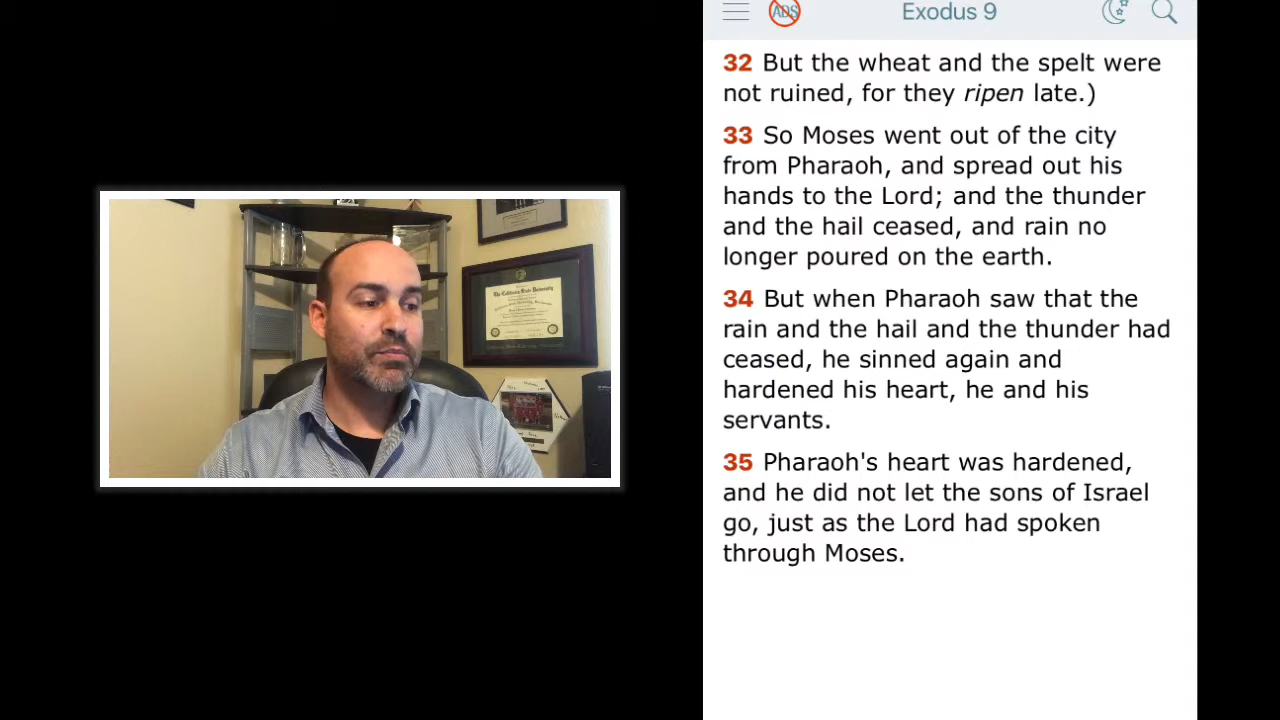 The California State University
ADS
Exodus 9
32 But the wheat and the spelt were
not ruined, for they ripen late.)
33 So Moses went out of the city
from Pharaoh, and spread out his
hands to the Lord; and the thunder
and the hail ceased, and rain no
longer poured on the earth.
34 But when Pharaoh saw that the
rain and the hail and the thunder had
ceased, he sinned again and
hardened his heart, he and his
servants.
35 Pharaoh's heart was hardened,
and he did not let the sons of Israel
go, just as the Lord had spoken
through Moses.